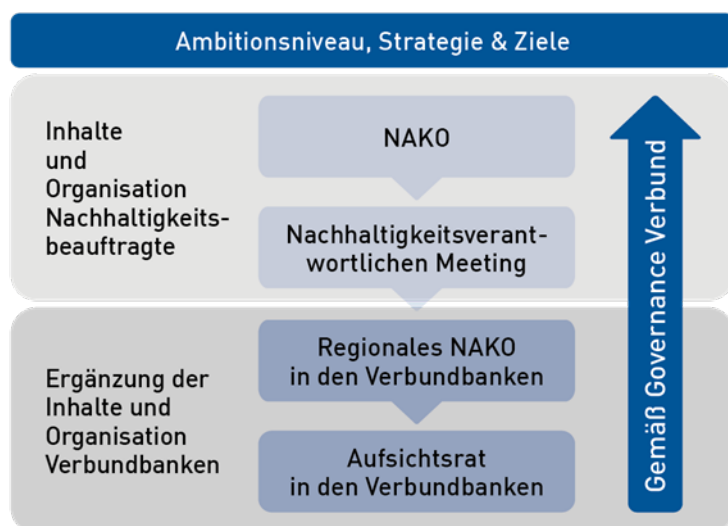 Ambitionsniveau, Strategie & Ziele
Inhalte
und
Organisation
Nachhaltigkeits-
beauftragte
NAKO
Nachhaltigkeitsverant-
wortlichen Meeting
Ergänzung der
Inhalte und
Organisation
Verbundbanken
Regionales NAKO
in den Verbundbanken
Aufsichtsrat
in den Verbundbanken
Gemäß Governance Verbund